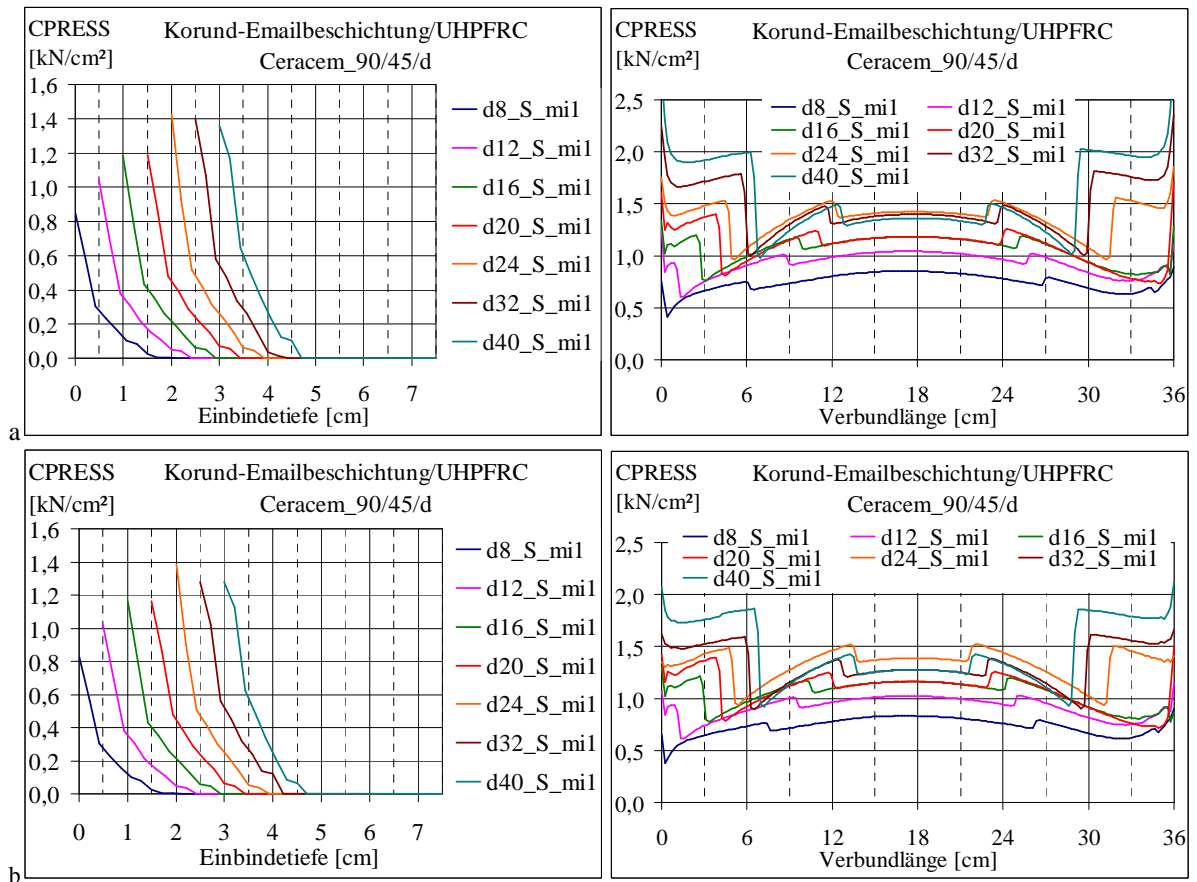 CPRESS Korund-Emailbeschichtung/UHPFRC
[kN/cm²] Ceracem_90/45/d
1,6
1,4
1,2
1,0
0,8
0,6
0,4
0,2
0,0
0 1 2 3 4 5 6 7
Einbindetiefe [cm]
d8_S_mi1
d12_S_mi1
d16_S_mi1
d20_S_mi1
d24_S_mi1
d32_S_mi1
d40_S_mi1
a
CPRESS Korund-Emailbeschichtung/UHPFRC
[kN/cm²] Ceracem_90/45/d
2,5
2,0
1,5
1,0
0,5
0,0
d8_S_mi1 d12_S_mi1
d16_S_mi1 d20_S_mi1
d24_S_mi1 d32_S_mi1
d40_S_mi1
0 6 12 18 24 30 36
Verbundlänge [cm]
CPRESS Korund-Emailbeschichtung/UHPFRC
[kN/cm²] Ceracem_90/45/d
1,6
1,4
1,2
1,0
0,8
0,6
0,4
0,2
0,0
0 1 2 3 4 5 6 7
Einbindetiefe [cm]
d8_S_mi1
d12_S_mi1
d16_S_mi1
d20_S_mi1
d24_S_mi1
d32_S_mi1
d40_S_mi1
b
CPRESS Korund-Emailbeschichtung/UHPFRC
[kN/cm²] Ceracem_90/45/d
2,5
2,0
1,5
1,0
0,5
0,0
d8_S_mi1 d12_S_mi1 d16_S_mi1
d20_S_mi1 d24_S_mi1 d32_S_mi1
d40_S_mi1
0 6 12 18 24 30 36
Verbundlänge [cm]